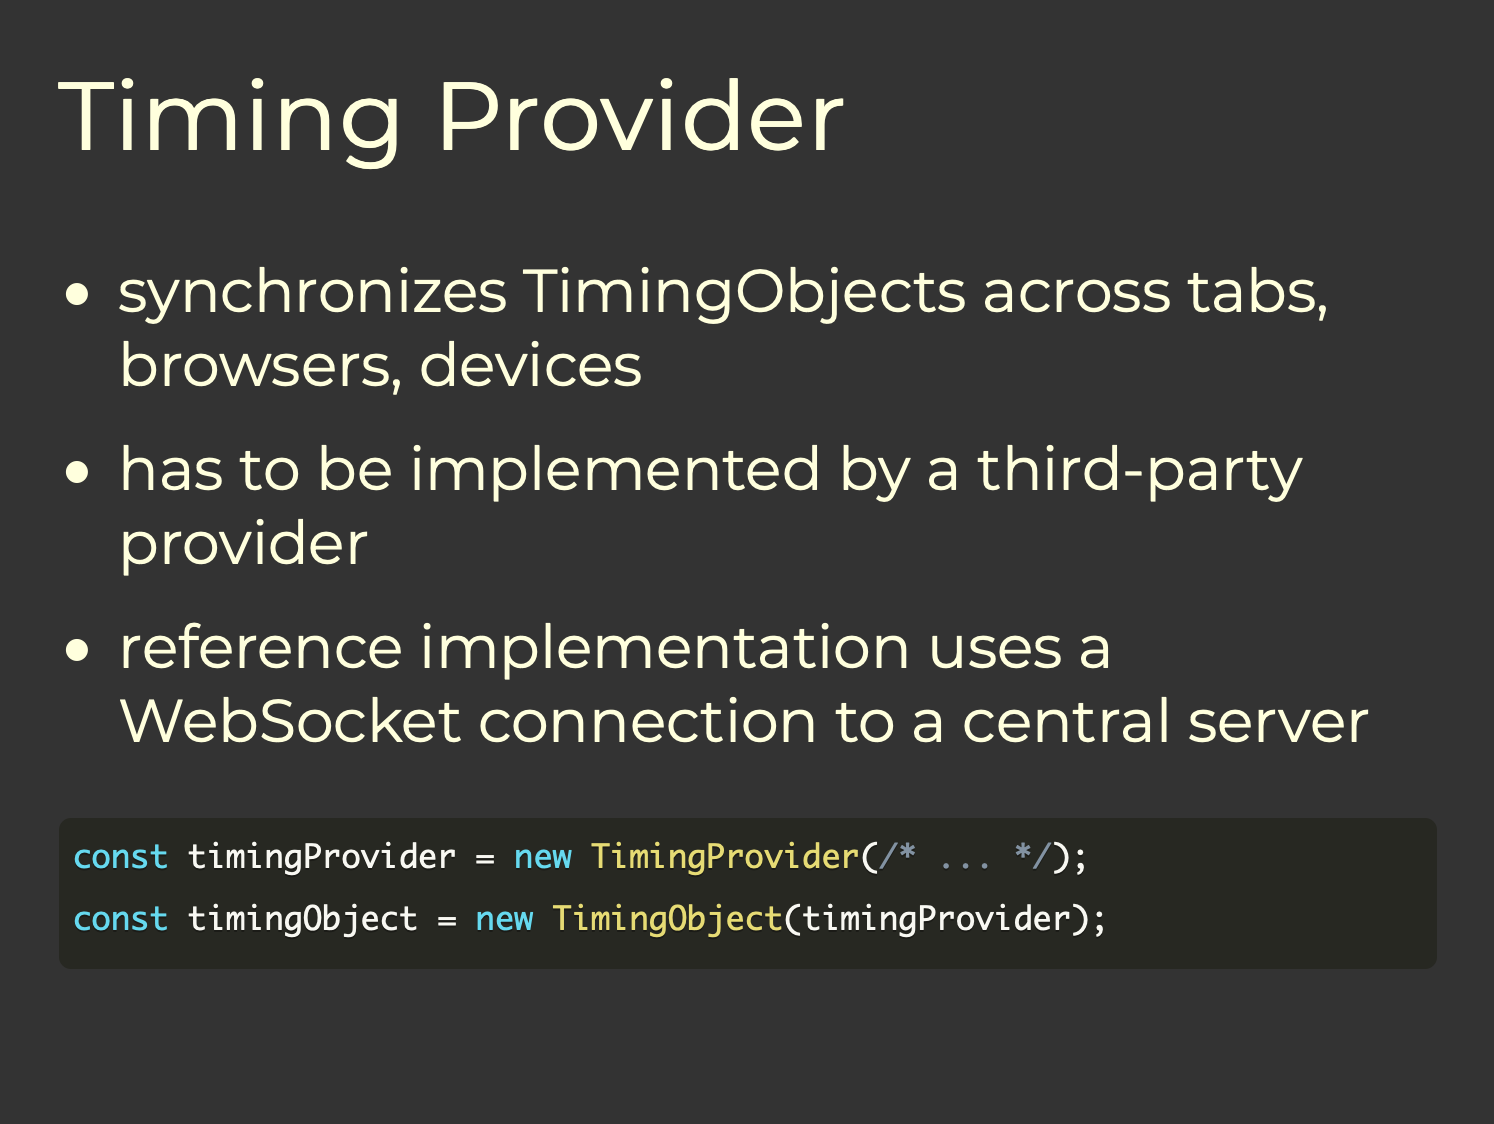 Timing Provider
• synchronizes TimingObjects across tabs,
browsers, devices
• has to be implemented by a third-party
provider
• reference implementation uses a
WebSocket connection to a central server
const timingProvider = new TimingProvider(/* ... */);
const timingObject = new TimingObject(timingProvider);